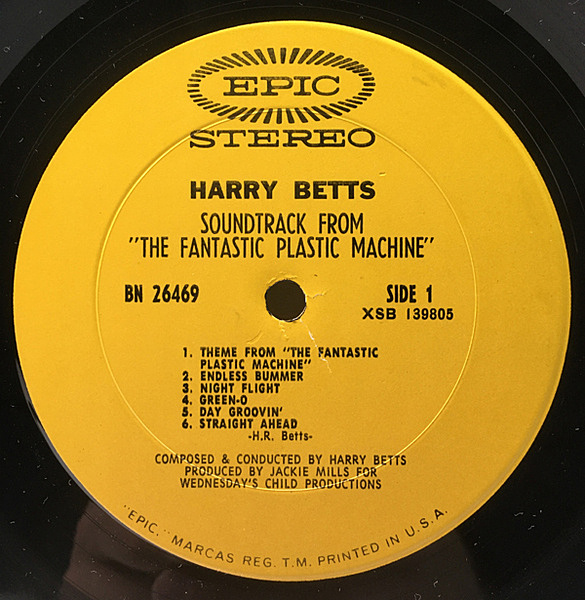 EPIC
STEREO
HARRY BETTS
SOUNDTRACK FROM
"THE FANTASTIC PLASTIC MACHINE"
BN 26469
SIDE 1
XSB 139805
1. THEME FROM "THE FANTASTIC
PLASTIC MACHINE"
2. ENDLESS BUMMER
3. NIGHT FLIGHT
4. GREEN-O
5. DAY GROOVIN'
6. STRAIGHT AHEAD
-H.R. Betts-
COMPOSED & CONDUCTED BY HARRY BETTS
PRODUCED BY JACKIE MILLS FOR
WEDNESDAY'S CHILD PRODUCTIONS
"EPIC," MARCAS REG. T.M. PRINTED IN U.S.A.